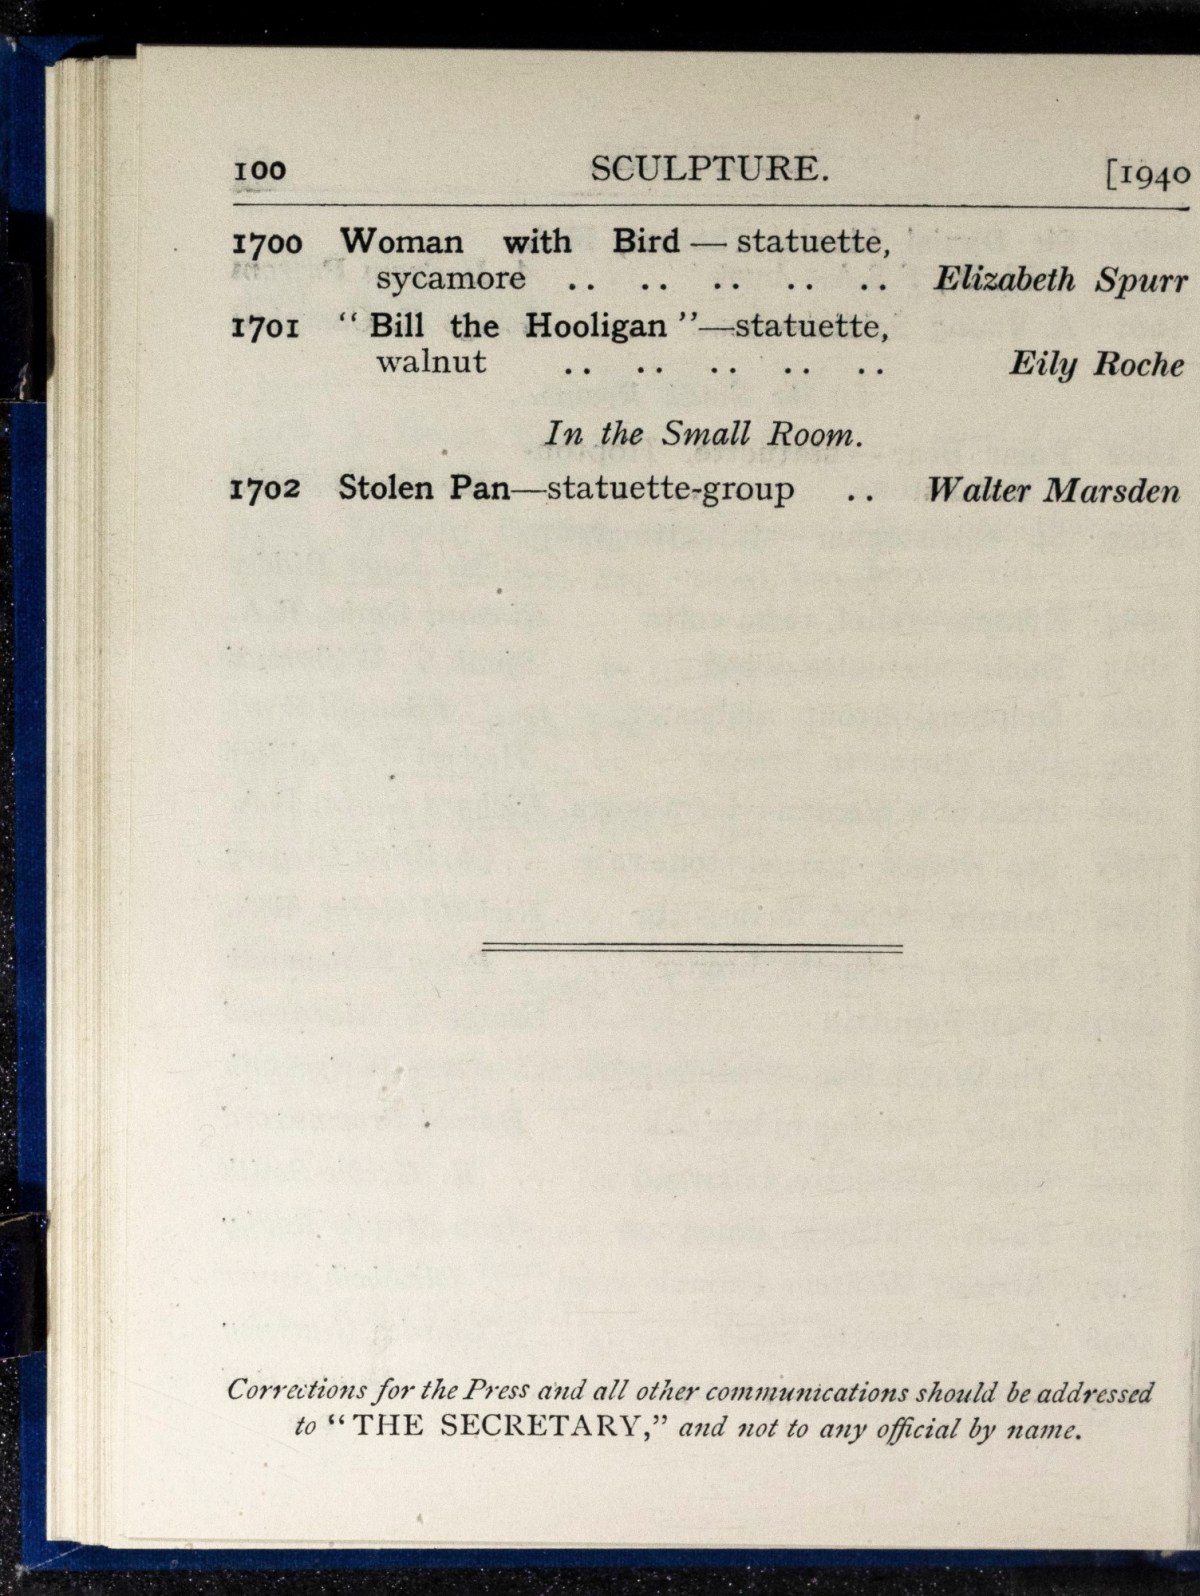 100 SCULPTURE. [1940
1700 Woman with Bird — statuette,
sycamore .. .. .. .. .. Elizabeth Spurr
1701 “Bill the Hooligan”—statuette,
walnut .. .. .. .. .. Eily Roche
In the Small Room.
1702 Stolen Pan—statuette-group .. Walter Marsden
Corrections for the Press and all other communications should be addressed
to “THE SECRETARY,” and not to any official by name.